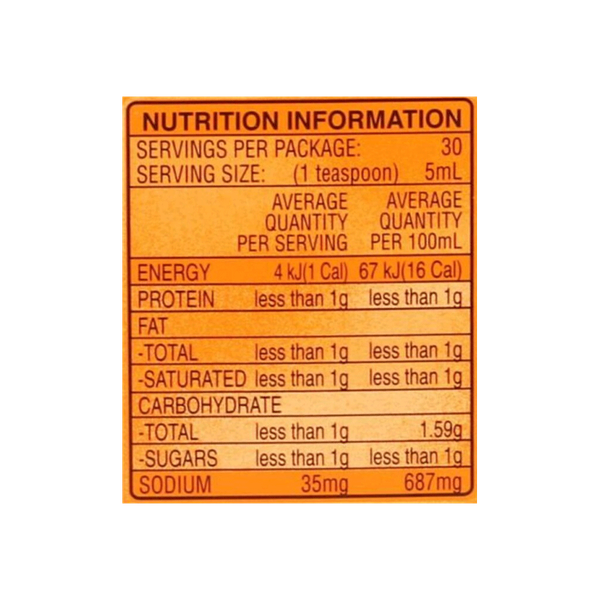 NUTRITION INFORMATION
SERVINGS PER PACKAGE: 30
SERVING SIZE: (1 teaspoon) 5mL
AVERAGE AVERAGE
QUANTITY QUANTITY
PER SERVING PER 100mL
ENERGY 4 kJ(1 Cal) 67 kJ(16 Cal)
PROTEIN less than 1g less than 1g
FAT
-TOTAL less than 1g less than 1g
-SATURATED less than 1g less than 1g
CARBOHYDRATE
-TOTAL less than 1g 1.59g
-SUGARS less than 1g less than 1g
SODIUM 35mg 687mg